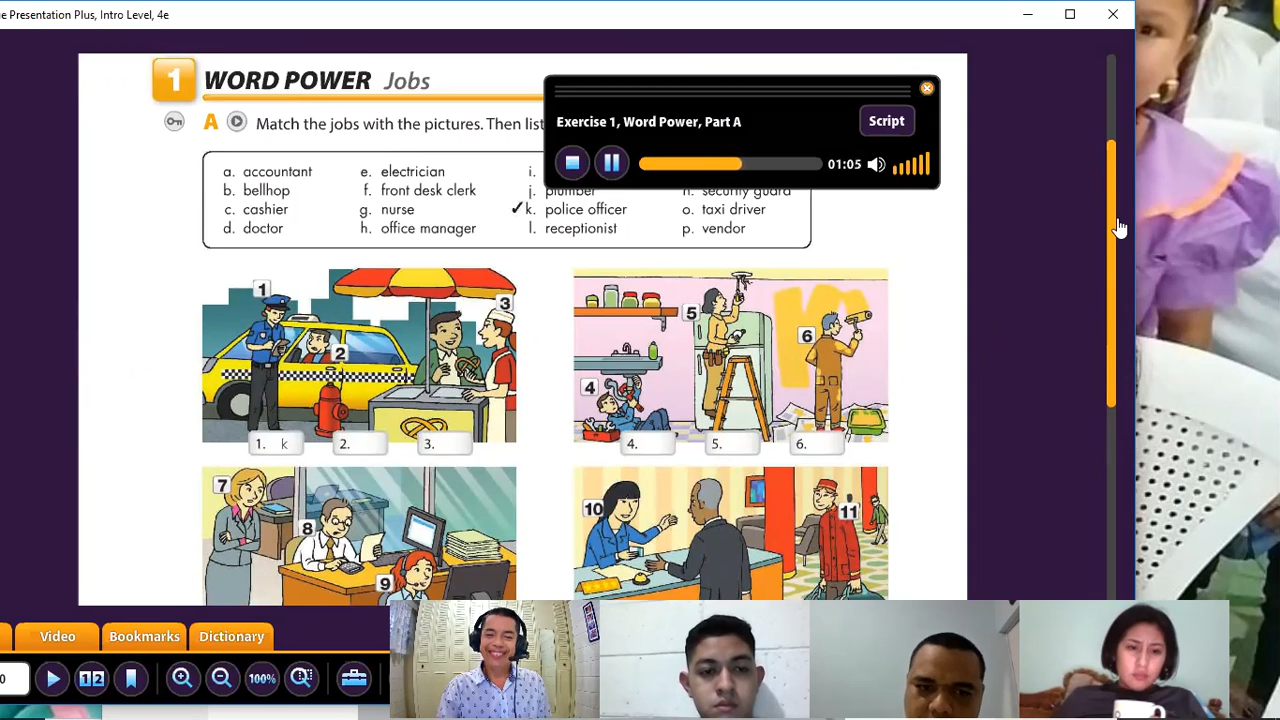 e Presentation Plus, Intro Level, 4e
1 WORD POWER Jobs
A Match the jobs with the pictures. Then list
Exercise 1, Word Power, Part A
Script
01:05
a. accountant e. electrician i.
b. bellhop f. front desk clerk j. plumber n. security guard
c. cashier g. nurse ✓k. police officer o. taxi driver
d. doctor h. office manager l. receptionist p. vendor
1 2 3
4 5 6
1. k 2. 3.
4. 5. 6.
7 8 9
10 11
Video Bookmarks Dictionary
0 12 100%